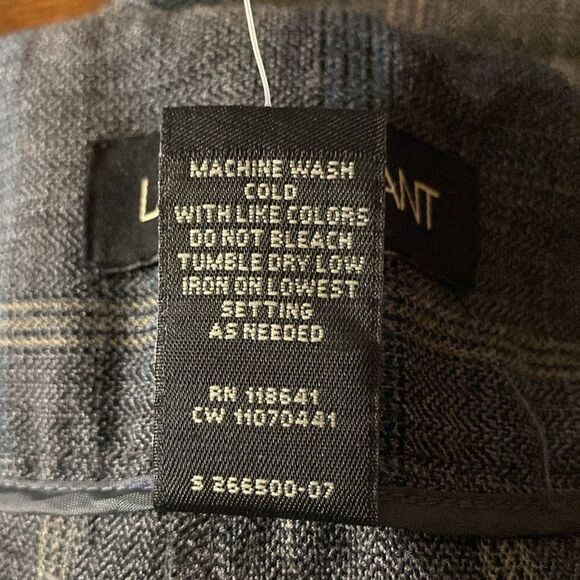 ANT
MACHINE WASH
COLD
WITH LIKE COLORS
DO NOT BLEACH
TUMBLE DRY LOW
IRON ON LOWEST
SETTING
AS NEEDED
RN 118641
CW 11070441
S 266500-07